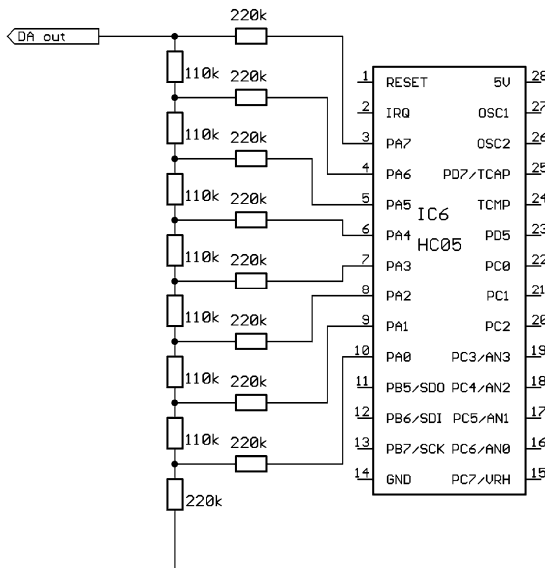 220k
DA out
110k
220k
110k
220k
110k
220k
110k
220k
110k
220k
110k
220k
110k
220k
220k
1 RESET 5V 28
2 IRQ OSC1 27
3 PA7 OSC2 26
4 PA6 PD7/TCAP 25
5 PA5 TCMP 24
IC6
6 PA4 PD5 23
HC05
7 PA3 PC0 22
8 PA2 PC1 21
9 PA1 PC2 20
10 PA0 PC3/AN3 19
11 PB5/SDO PC4/AN2 18
12 PB6/SDI PC5/AN1 17
13 PB7/SCK PC6/AN0 16
14 GND PC7/VRH 15